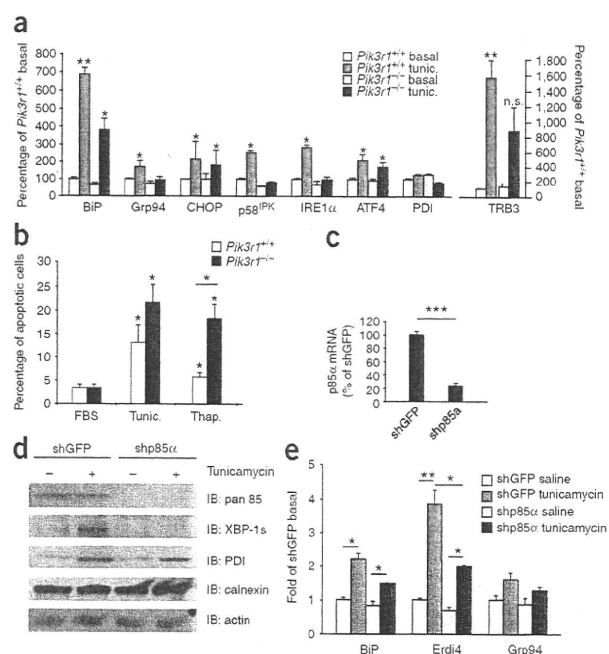 a
Percentage of Pik3r1+/+ basal
800
700
600
500
400
300
200
100
0
**
*
*
*
*
*
*
*
*
*
BiP
Grp94
CHOP
p58IPK
IRE1α
ATF4
PDI
Pik3r1+/+ basal
Pik3r1+/+ tunic.
Pik3r1−/− basal
Pik3r1−/− tunic.
**
n.s.
TRB3
1,800
1,600
1,400
1,200
1,000
800
600
400
200
0
Percentage of Pik3r1+/+ basal
b
Percentage of apoptotic cells
40
35
30
25
20
15
10
5
0
Pik3r1+/+
Pik3r1−/−
*
*
*
*
*
FBS
Tunic.
Thap.
c
p85α mRNA
(% of shGFP)
120
100
80
60
40
20
0
***
shGFP
shp85a
d
shGFP
shp85α
− + − + Tunicamycin
IB: pan 85
IB: XBP-1s
IB: PDI
IB: calnexin
IB: actin
e
Fold of shGFP basal
5
4
3
2
1
0
shGFP saline
shGFP tunicamycin
shp85α saline
shp85α tunicamycin
*
*
**
*
*
BiP
Erdi4
Grp94